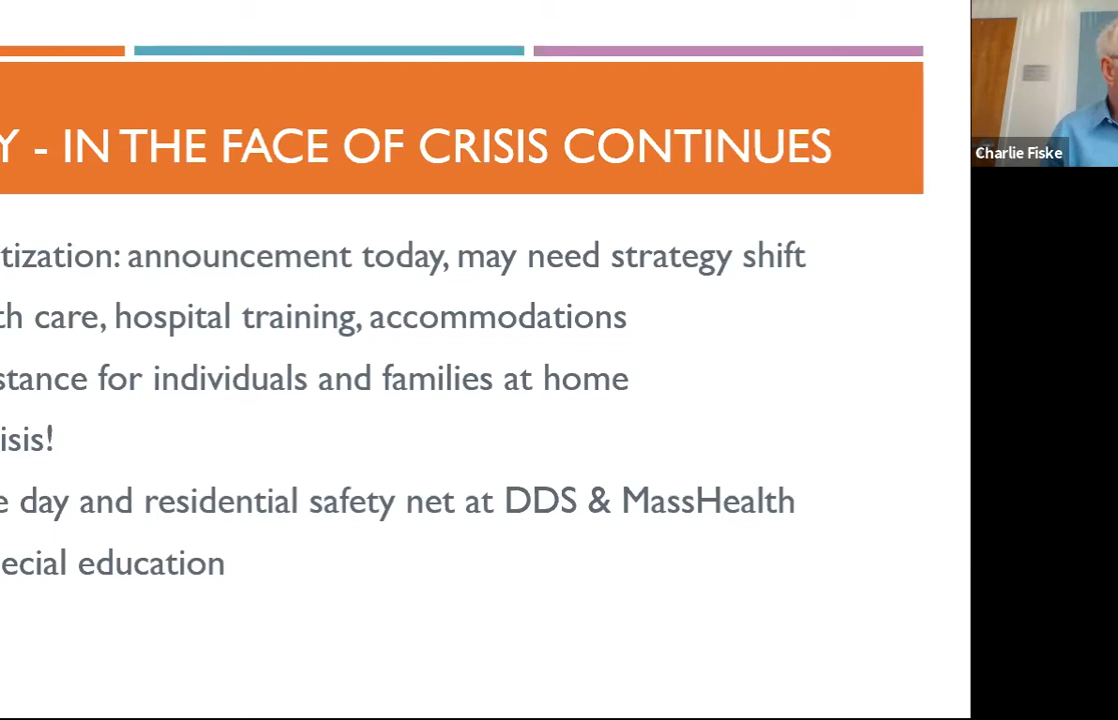 Y - IN THE FACE OF CRISIS CONTINUES
tization: announcement today, may need strategy shift
th care, hospital training, accommodations
stance for individuals and families at home
isis!
e day and residential safety net at DDS & MassHealth
ecial education
Charlie Fiske